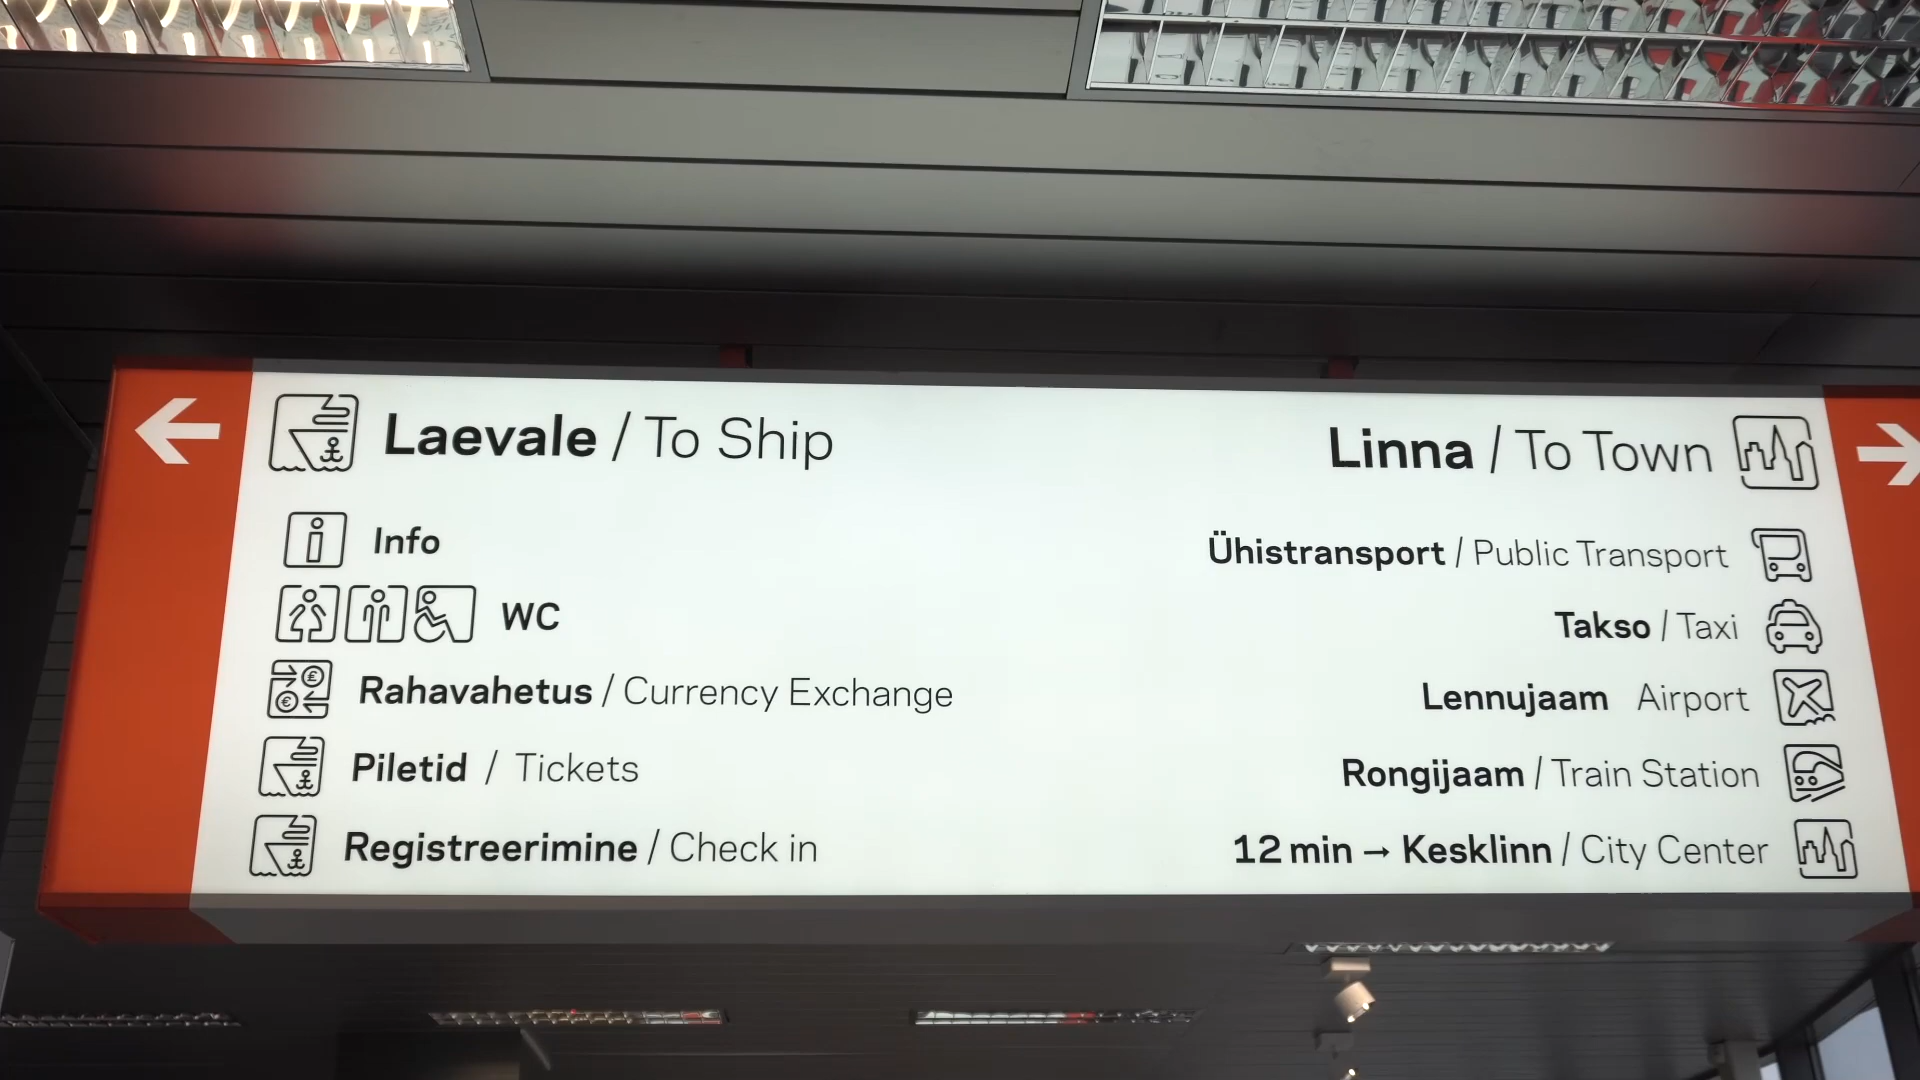 Laevale / To Ship
Info
WC
Rahavahetus / Currency Exchange
Piletid / Tickets
Registreerimine / Check in
Linna / To Town
Ühistransport / Public Transport
Takso / Taxi
Lennujaam Airport
Rongijaam / Train Station
12 min → Kesklinn / City Center